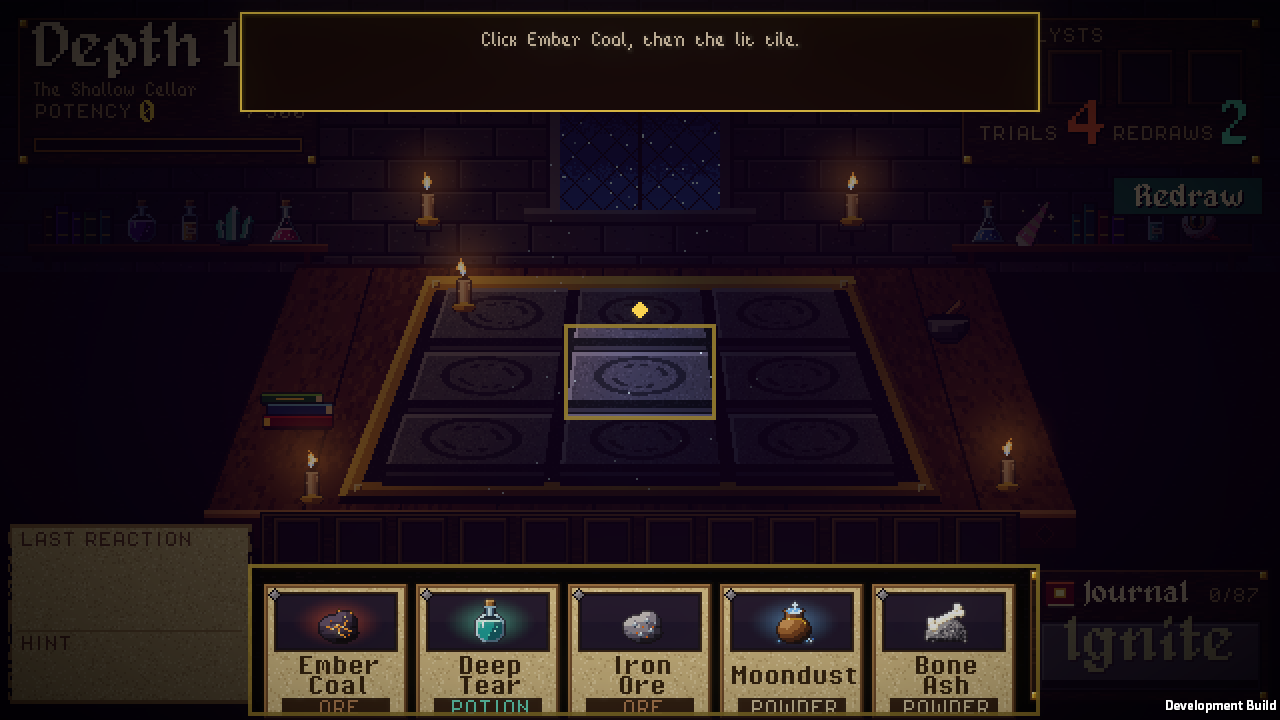 Click Ember Coal, then the lit tile.
Depth 1
The Shallow Cellar
POTENCY 0
TRIALS 4 REDRAWS 2
Redraw
LAST REACTION
HINT
Ember
Coal
ORE
Deep
Tear
POTION
Iron
Ore
ORE
Moondust
POWDER
Bone
Ash
POWDER
Journal 0/87
Ignite
Development Build